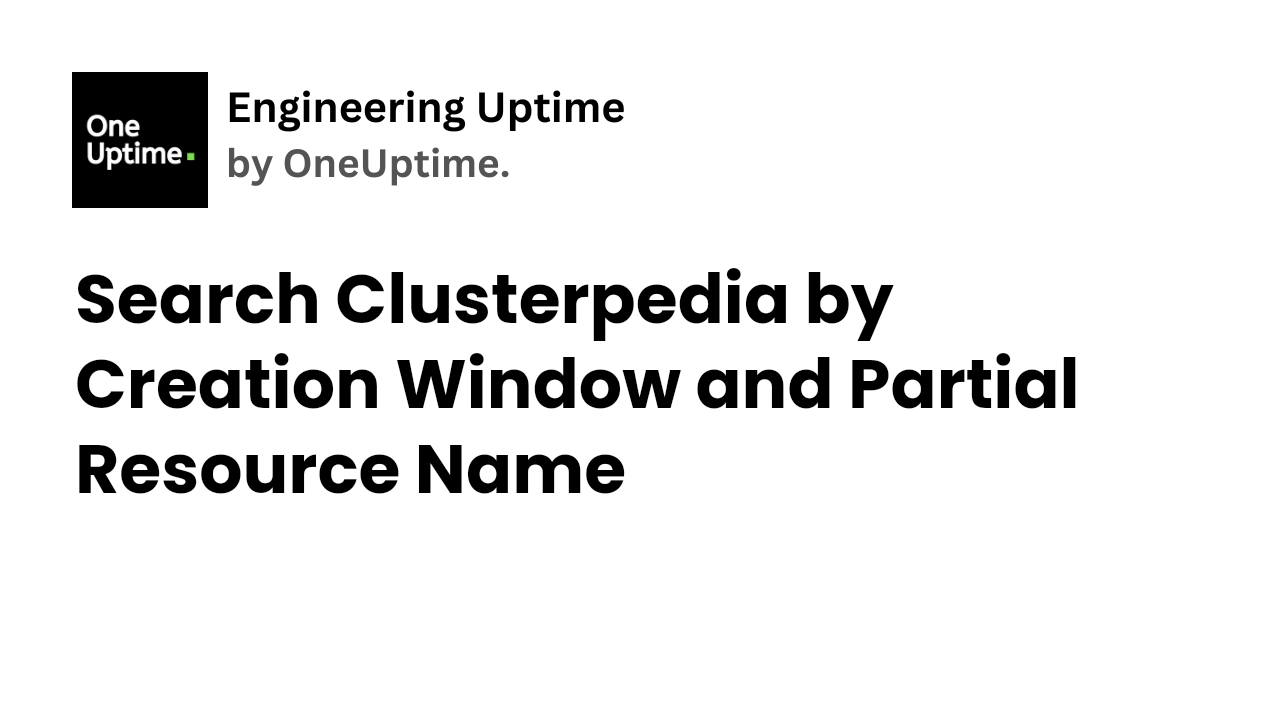 One
Uptime.
Engineering Uptime
by OneUptime.
Search Clusterpedia by
Creation Window and Partial
Resource Name